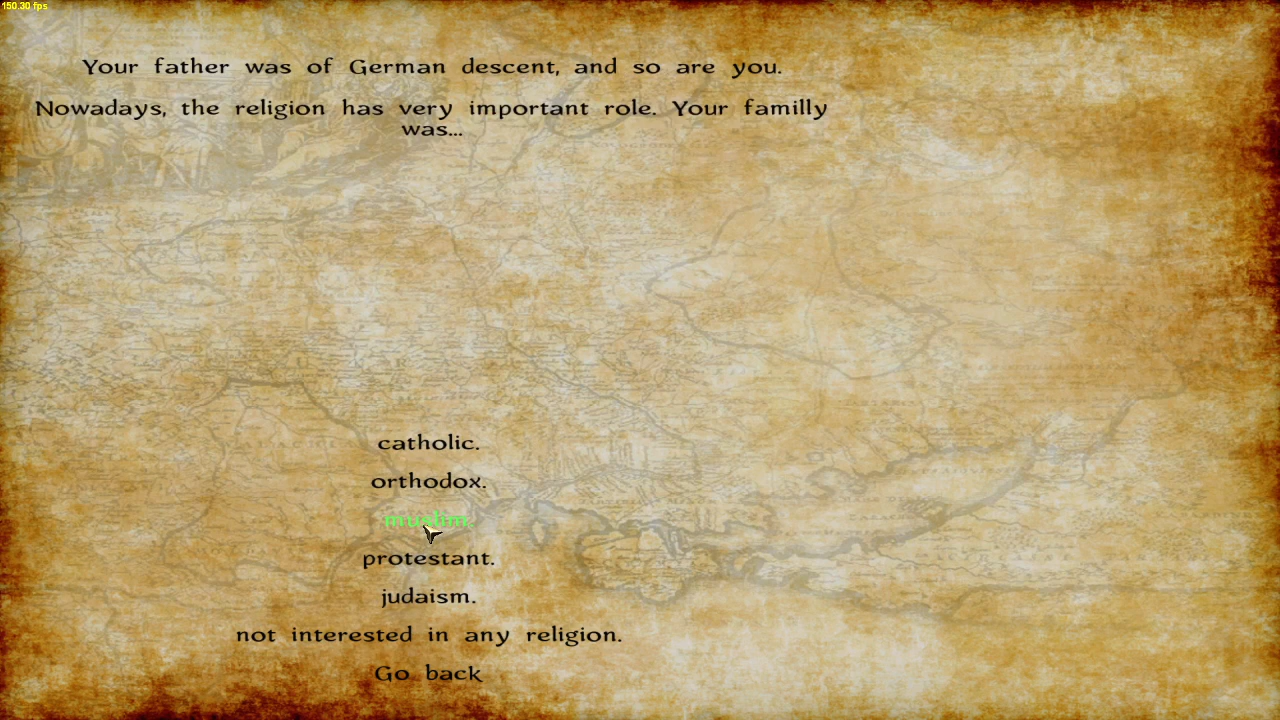 150.30 fps
Your father was of German descent, and so are you.
Nowadays, the religion has very important role. Your familly
was...
catholic.
orthodox.
muslim.
protestant.
judaism.
not interested in any religion.
Go back